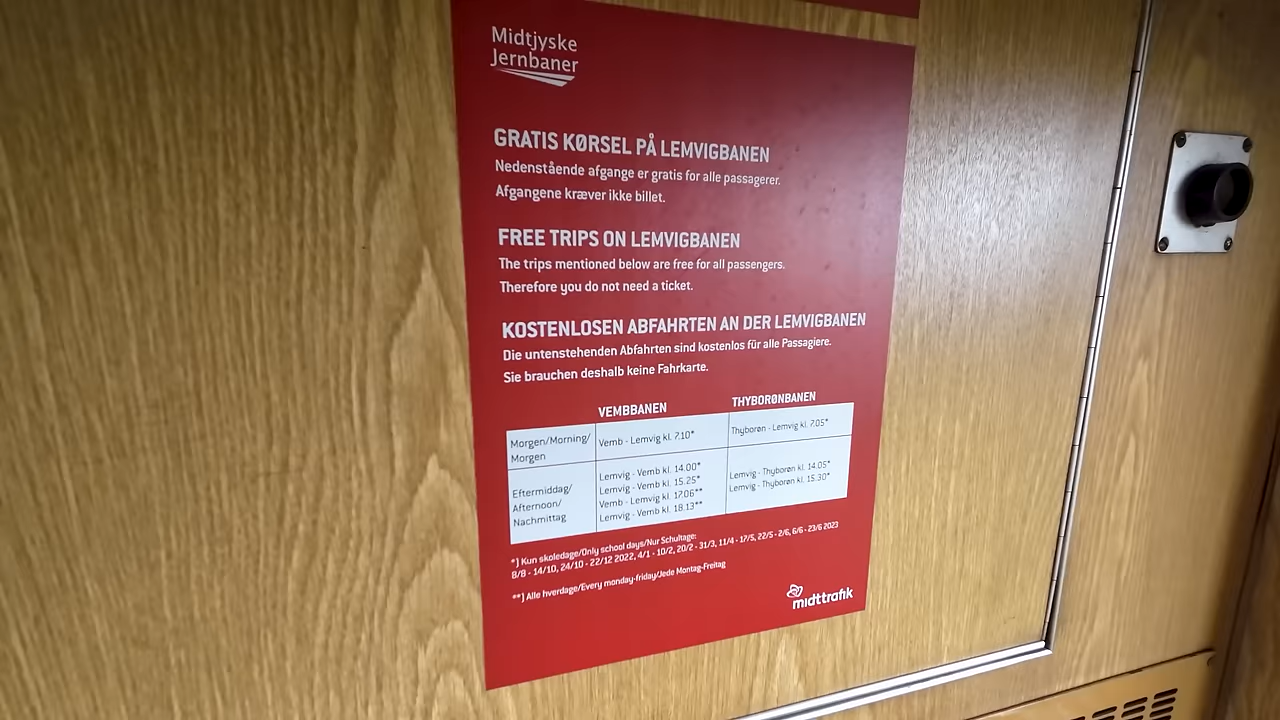 Midtjyske
Jernbaner
GRATIS KØRSEL PÅ LEMVIGBANEN
Nedenstående afgange er gratis for alle passagerer.
Afgangene kræver ikke billet.
FREE TRIPS ON LEMVIGBANEN
The trips mentioned below are free for all passengers.
Therefore you do not need a ticket.
KOSTENLOSEN ABFAHRTEN AN DER LEMVIGBANEN
Die untenstehenden Abfahrten sind kostenlos für alle Passagiere.
Sie brauchen deshalb keine Fahrkarte.
VEMBBANEN THYBORØNBANEN
Morgen/Morning/
Morgen
Vemb - Lemvig kl. 7.10*
Thyborøn - Lemvig kl. 7.05*
Eftermiddag/
Afternoon/
Nachmittag
Lemvig - Vemb kl. 14.00*
Lemvig - Vemb kl. 15.25*
Vemb - Lemvig kl. 17.06**
Lemvig - Vemb kl. 18.13**
Lemvig - Thyborøn kl. 14.05*
Lemvig - Thyborøn kl. 15.30*
*) Kun skoledage/Only school days/Nur Schultage:
8/8 - 14/10, 24/10 - 22/12 2022, 4/1 - 10/2, 20/2 - 31/3, 11/4 - 17/5, 22/5 - 2/6, 6/6 - 23/6 2023
**) Alle hverdage/Every monday-friday/Jede Montag-Freitag
midttrafik